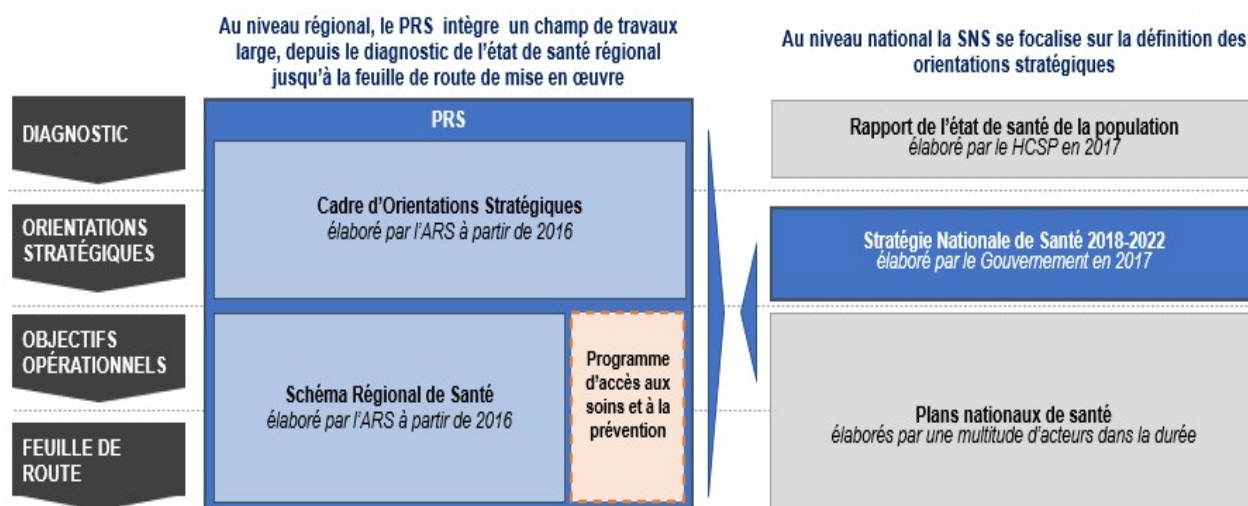 Au niveau régional, le PRS intègre un champ de travaux
large, depuis le diagnostic de l'état de santé régional
jusqu'à la feuille de route de mise en œuvre
Au niveau national la SNS se focalise sur la définition des
orientations stratégiques
DIAGNOSTIC
PRS
Cadre d'Orientations Stratégiques
élaboré par l'ARS à partir de 2016
Rapport de l'état de santé de la population
élaboré par le HCSP en 2017
ORIENTATIONS
STRATÉGIQUES
Stratégie Nationale de Santé 2018-2022
élaboré par le Gouvernement en 2017
OBJECTIFS
OPÉRATIONNELS
Schéma Régional de Santé
élaboré par l'ARS à partir de 2016
Programme
d'accès aux
soins et à la
prévention
Plans nationaux de santé
élaborés par une multitude d'acteurs dans la durée
FEUILLE DE
ROUTE